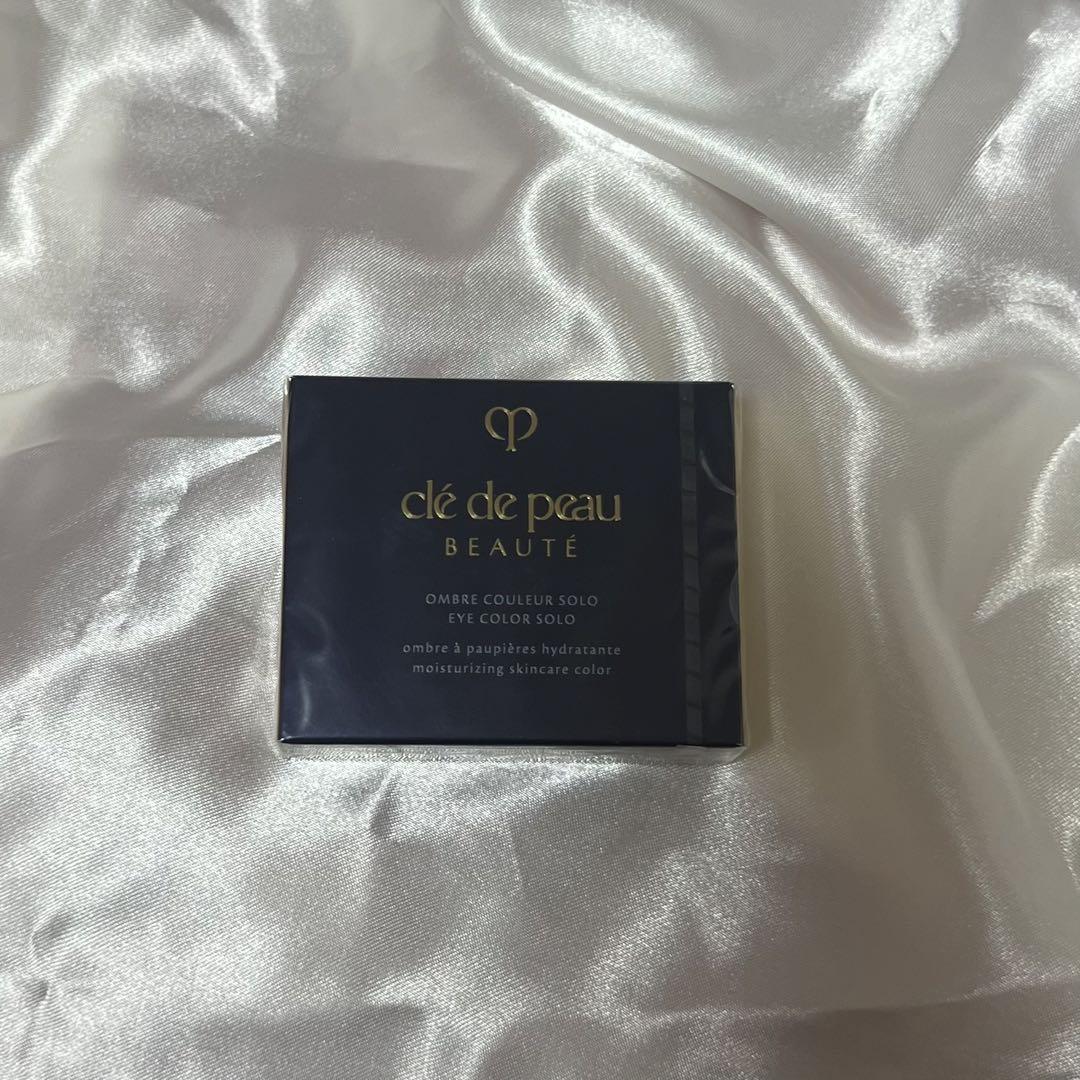 clé de peau
BEAUTÉ
OMBRE COULEUR SOLO
EYE COLOR SOLO
ombre à paupières hydratante
moisturizing skincare color